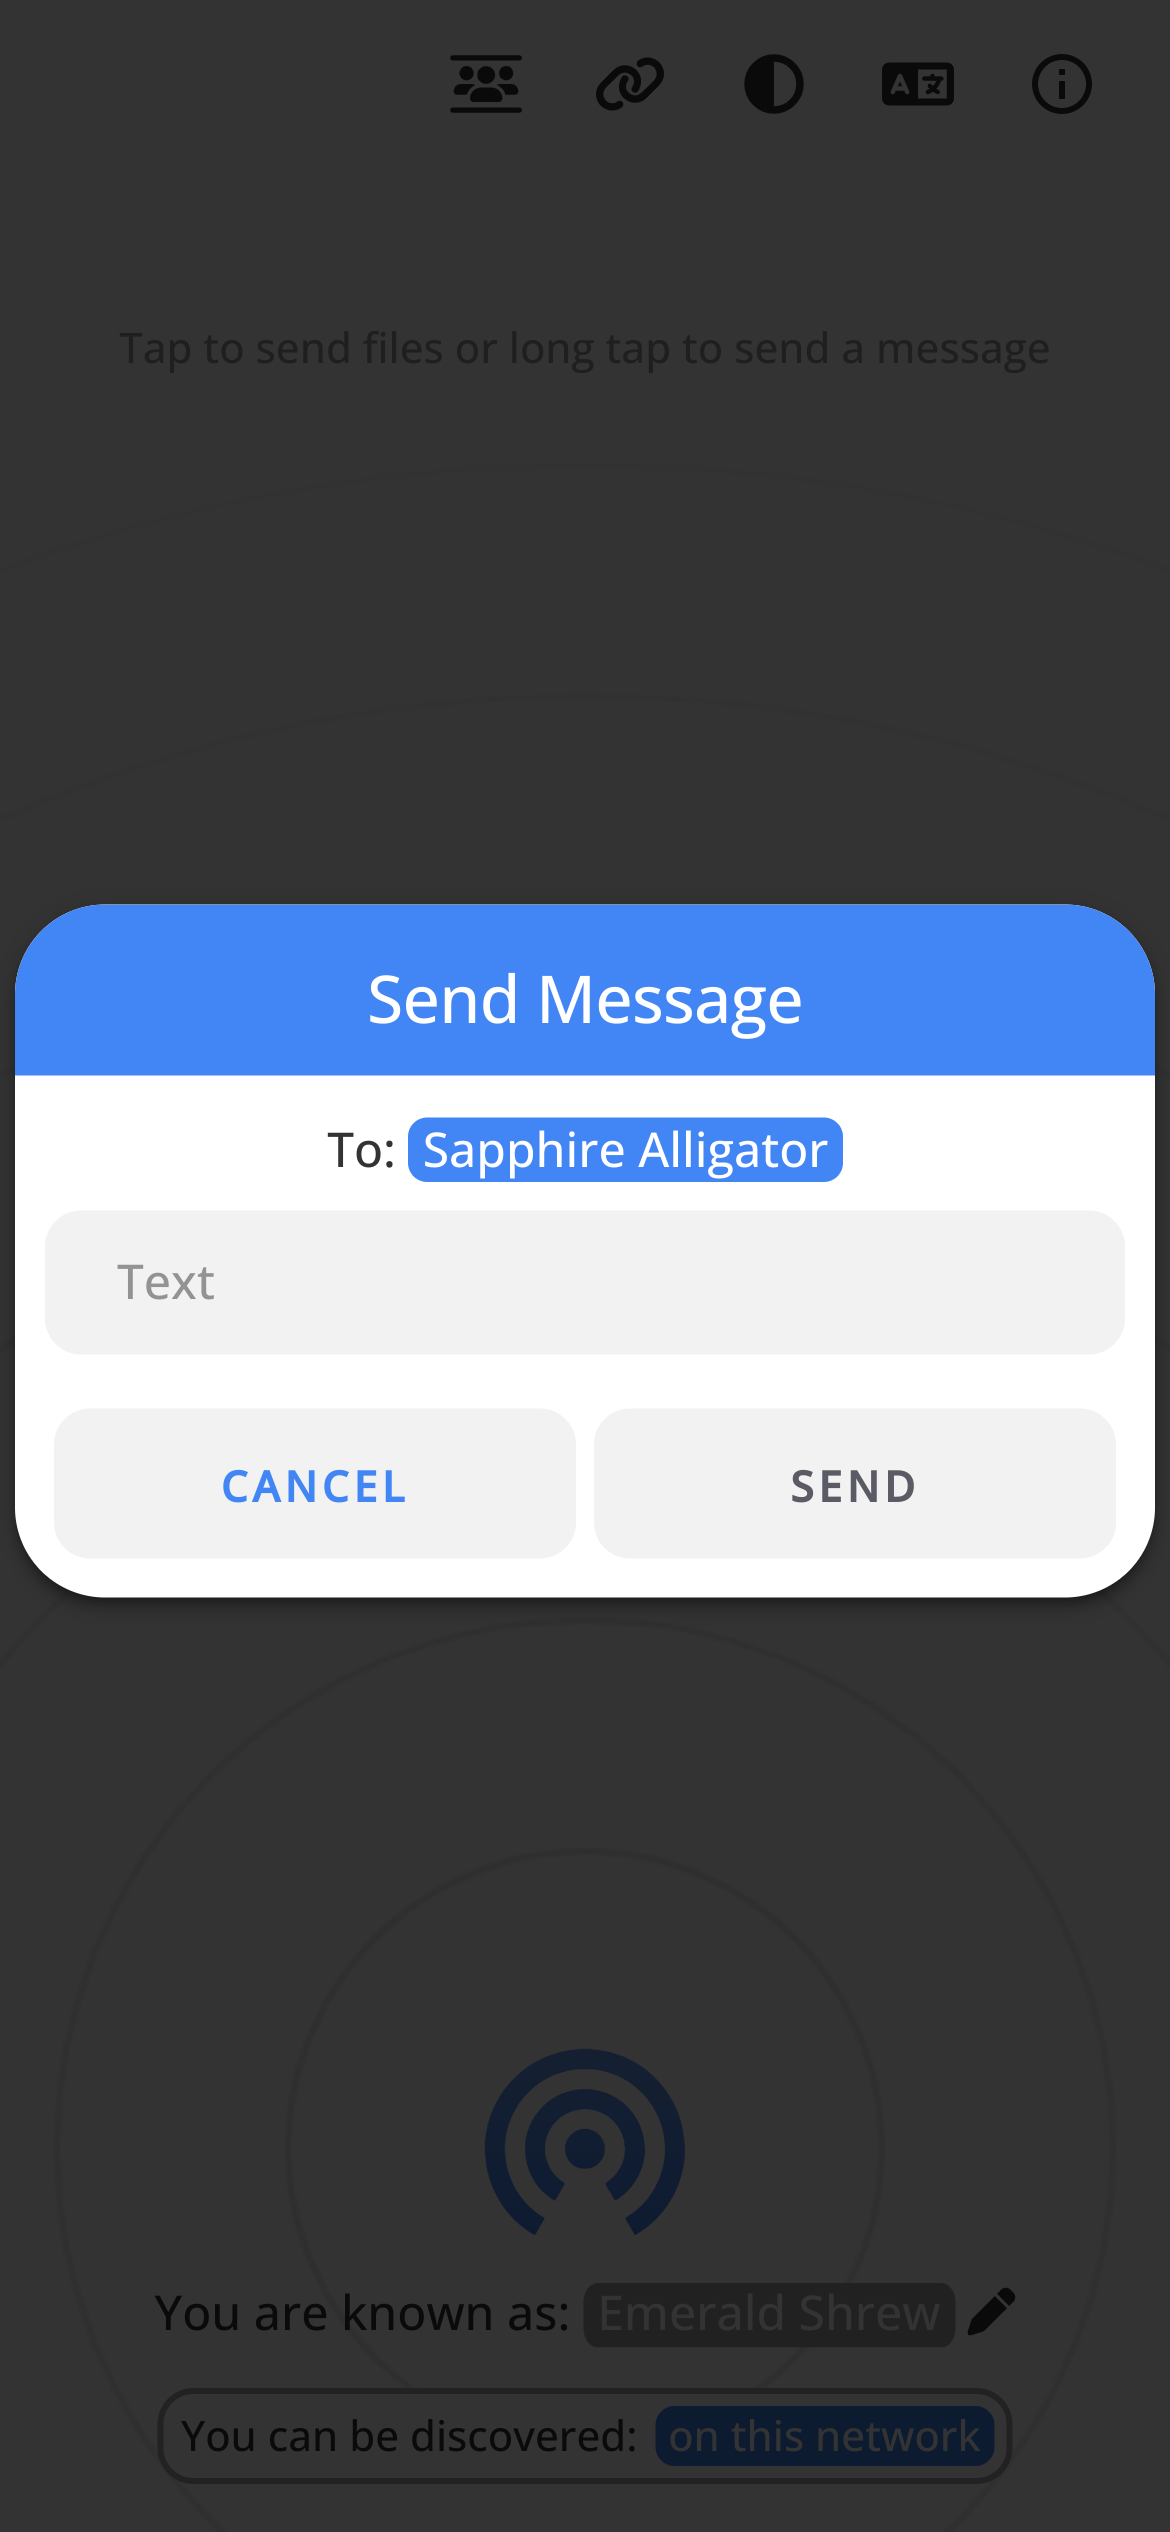 Tap to send files or long tap to send a message
Send Message
To: Sapphire Alligator
Text
CANCEL SEND
You are known as: Emerald Shrew
You can be discovered: on this network